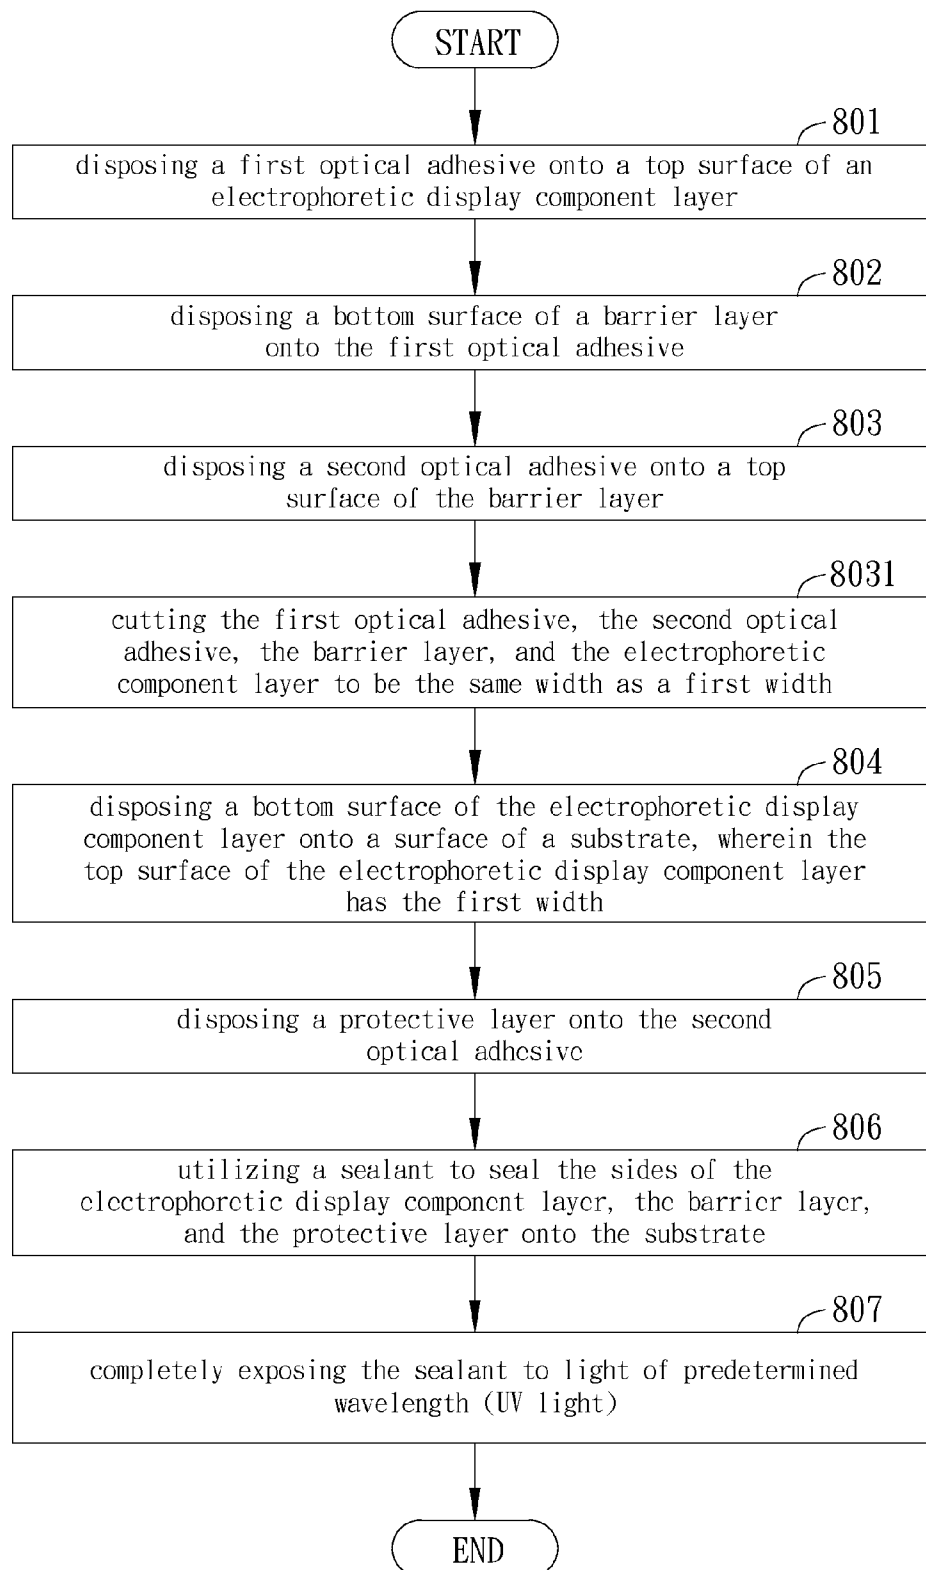 START
801
disposing a first optical adhesive onto a top surface of an
electrophoretic display component layer
802
disposing a bottom surface of a barrier layer
onto the first optical adhesive
803
disposing a second optical adhesive onto a top
surface of the barrier layer
8031
cutting the first optical adhesive, the second optical
adhesive, the barrier layer, and the electrophoretic
component layer to be the same width as a first width
804
disposing a bottom surface of the electrophoretic display
component layer onto a surface of a substrate, wherein the
top surface of the electrophoretic display component layer
has the first width
805
disposing a protective layer onto the second
optical adhesive
806
utilizing a sealant to seal the sides of the
electrophoretic display component layer, the barrier layer,
and the protective layer onto the substrate
807
completely exposing the sealant to light of predetermined
wavelength (UV light)
END